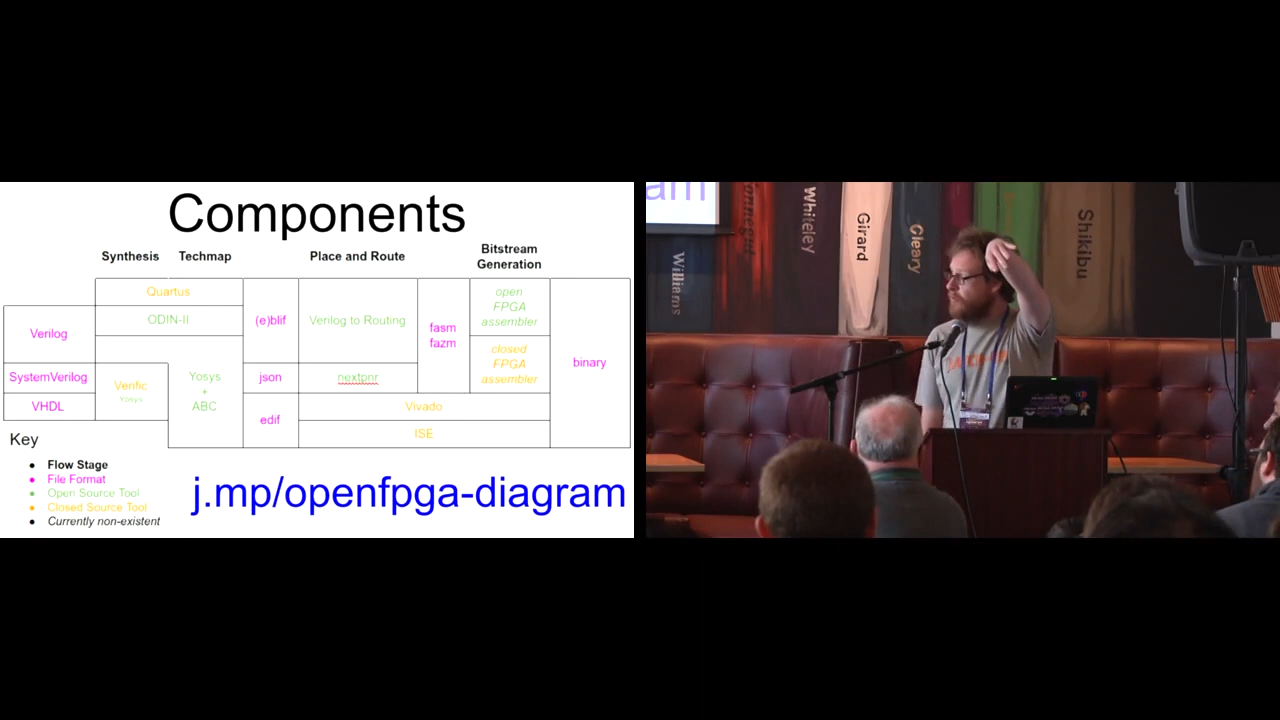 Components
Synthesis
Techmap
Place and Route
Bitstream
Generation
Quartus
ODIN-II
Verilog
SystemVerilog
VHDL
Verific
Yosys
Yosys
+
ABC
(e)blif
json
edif
Verilog to Routing
nextpnr
fasm
fazm
open
FPGA
assembler
closed
FPGA
assembler
Vivado
ISE
binary
Key
Flow Stage
File Format
Open Source Tool
Closed Source Tool
Currently non-existent
j.mp/openfpga-diagram
am
Vonnegut
Williams
Whiteley
Girard
Cleary
Shikibu